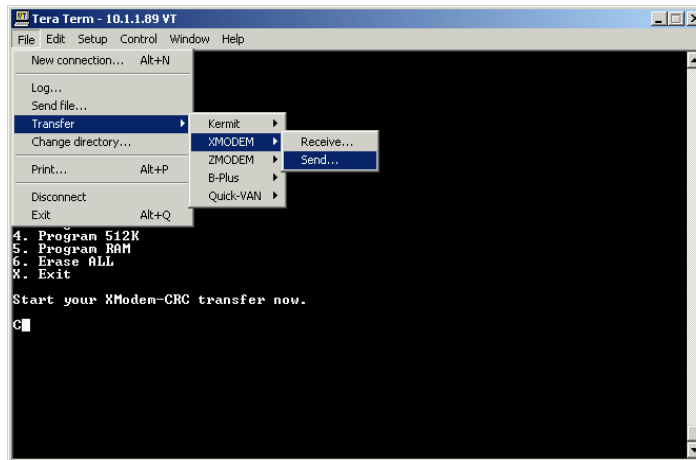 Tera Term - 10.1.1.89 VT
File Edit Setup Control Window Help
New connection... Alt+N
Log...
Send file...
Transfer
Change directory...
Print... Alt+P
Disconnect
Exit Alt+Q
Kermit
XMODEM
ZMODEM
B-Plus
Quick-VAN
Receive...
Send...
4. Program 512K
5. Program RAM
6. Erase ALL
X. Exit
Start your XModem-CRC transfer now.
C